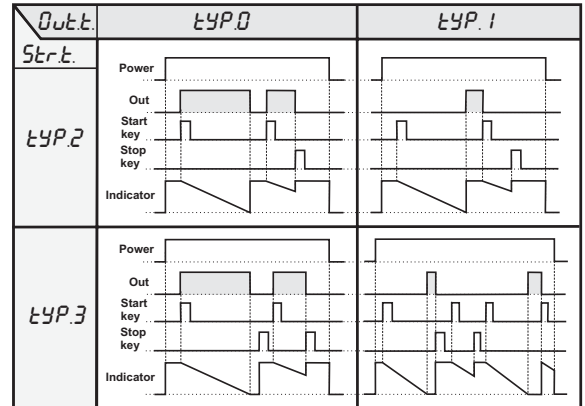 Out.t.
tYP.0
tYP.1
Str.t.
tYP.2
Power
Out
Start
key
Stop
key
Indicator
tYP.3
Power
Out
Start
key
Stop
key
Indicator